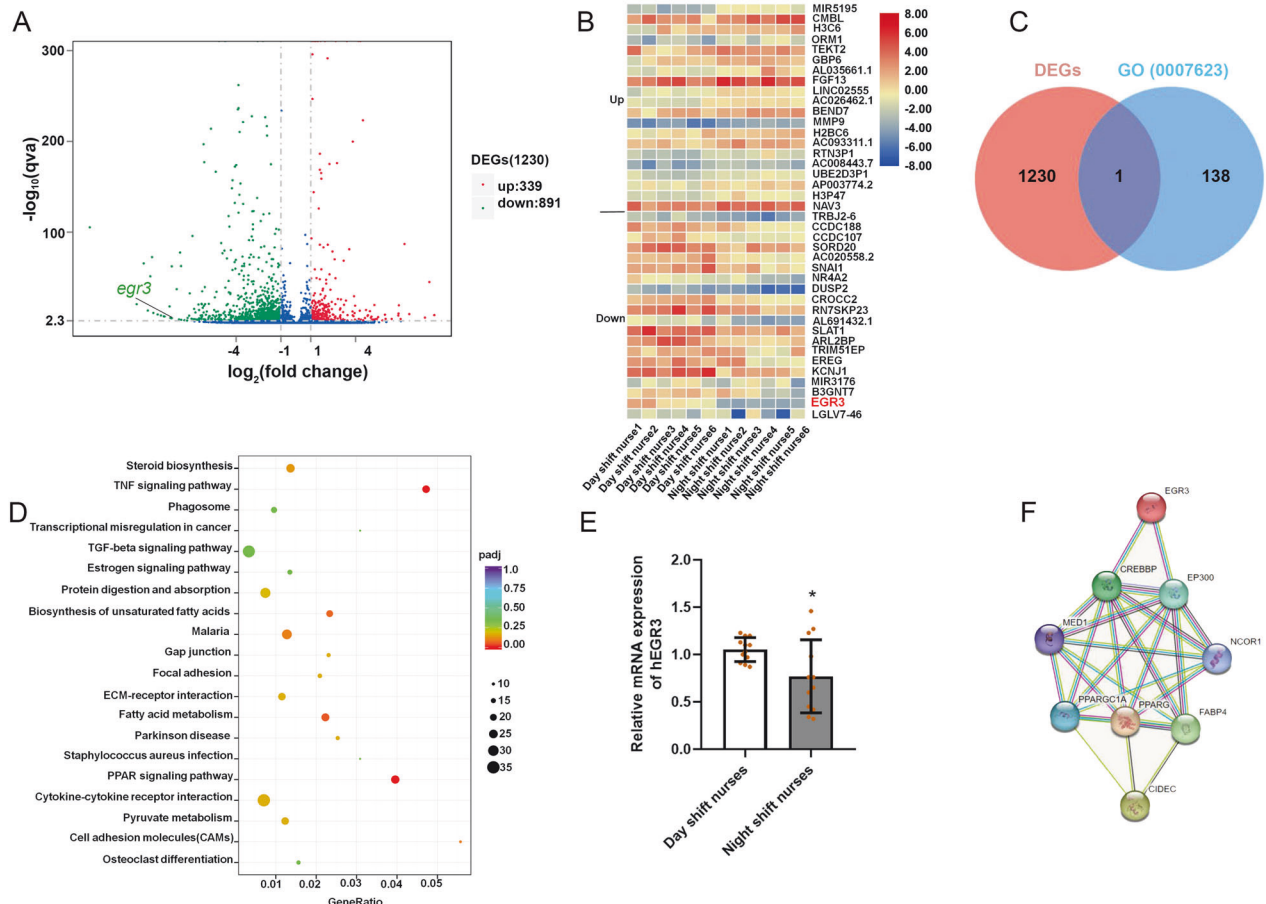 A
300
200
100
2.3
-log10(qva)
egr3
-4
-1
1
4
log2(fold change)
DEGs(1230)
up:339
down:891
B
Up
Down
MIR5195
CMBL
H3C6
ORM1
TEKT2
GBP6
AL035661.1
FGF13
LINC02555
AC026462.1
BEND7
MMP9
H2BC6
AC093311.1
RTN3P1
AC008443.7
UBE2D3P1
AP003774.2
H3P47
NAV3
TRBJ2-6
CCDC188
CCDC107
SORD20
AC020558.2
SNAI1
NR4A2
DUSP2
CROCC2
RN7SKP23
AL691432.1
SLAT1
ARL2BP
TRIM51EP
EREG
KCNJ1
MIR3176
B3GNT7
EGR3
LGLV7-46
8.00
6.00
4.00
2.00
0.00
-2.00
-4.00
-6.00
-8.00
Day shift nurse1
Day shift nurse2
Day shift nurse3
Day shift nurse4
Day shift nurse5
Day shift nurse6
Night shift nurse1
Night shift nurse2
Night shift nurse3
Night shift nurse4
Night shift nurse5
Night shift nurse6
C
DEGs
GO (0007623)
1230
1
138
D
Steroid biosynthesis
TNF signaling pathway
Phagosome
Transcriptional misregulation in cancer
TGF-beta signaling pathway
Estrogen signaling pathway
Protein digestion and absorption
Biosynthesis of unsaturated fatty acids
Malaria
Gap junction
Focal adhesion
ECM-receptor interaction
Fatty acid metabolism
Parkinson disease
Staphylococcus aureus infection
PPAR signaling pathway
Cytokine-cytokine receptor interaction
Pyruvate metabolism
Cell adhesion molecules(CAMs)
Osteoclast differentiation
0.01
0.02
0.03
0.04
0.05
GeneRatio
padj
1.0
0.75
0.50
0.25
0.00
10
15
20
25
30
35
E
Relative mRNA expression
of hEGR3
2.0
1.5
1.0
0.5
0.0
*
Day shift nurses
Night shift nurses
F
EGR3
CREBBP
EP300
MED1
NCOR1
PPARGC1A
PPARG
FABP4
CIDEC